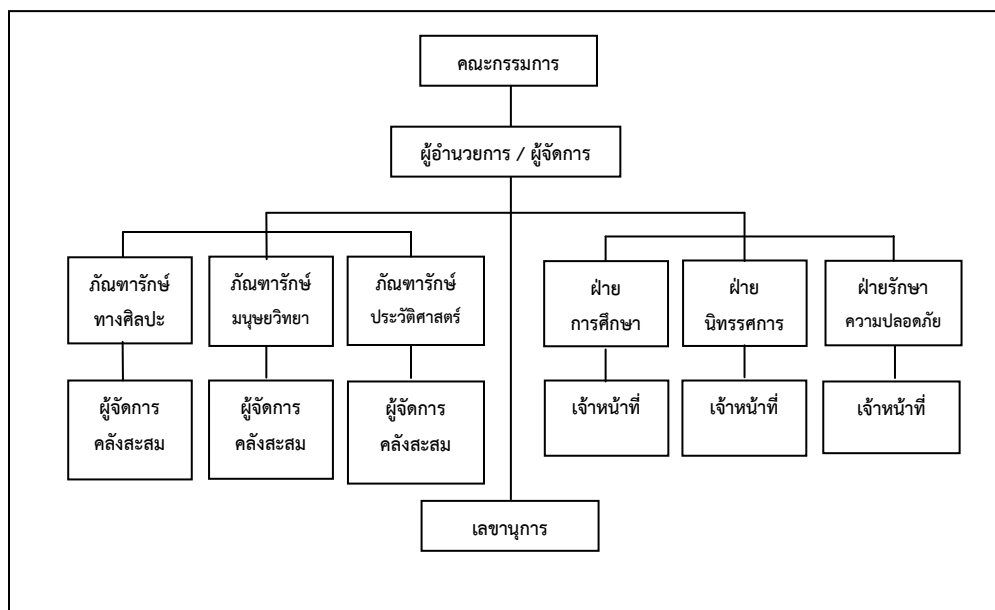 คณะกรรมการ
ผู้อำนวยการ / ผู้จัดการ
ภัณฑารักษ์
ทางศิลปะ
ภัณฑารักษ์
มนุษยวิทยา
ภัณฑารักษ์
ประวัติศาสตร์
ฝ่าย
การศึกษา
ฝ่าย
นิทรรศการ
ฝ่ายรักษา
ความปลอดภัย
ผู้จัดการ
คลังสะสม
ผู้จัดการ
คลังสะสม
ผู้จัดการ
คลังสะสม
เจ้าหน้าที่
เจ้าหน้าที่
เจ้าหน้าที่
เลขานุการ